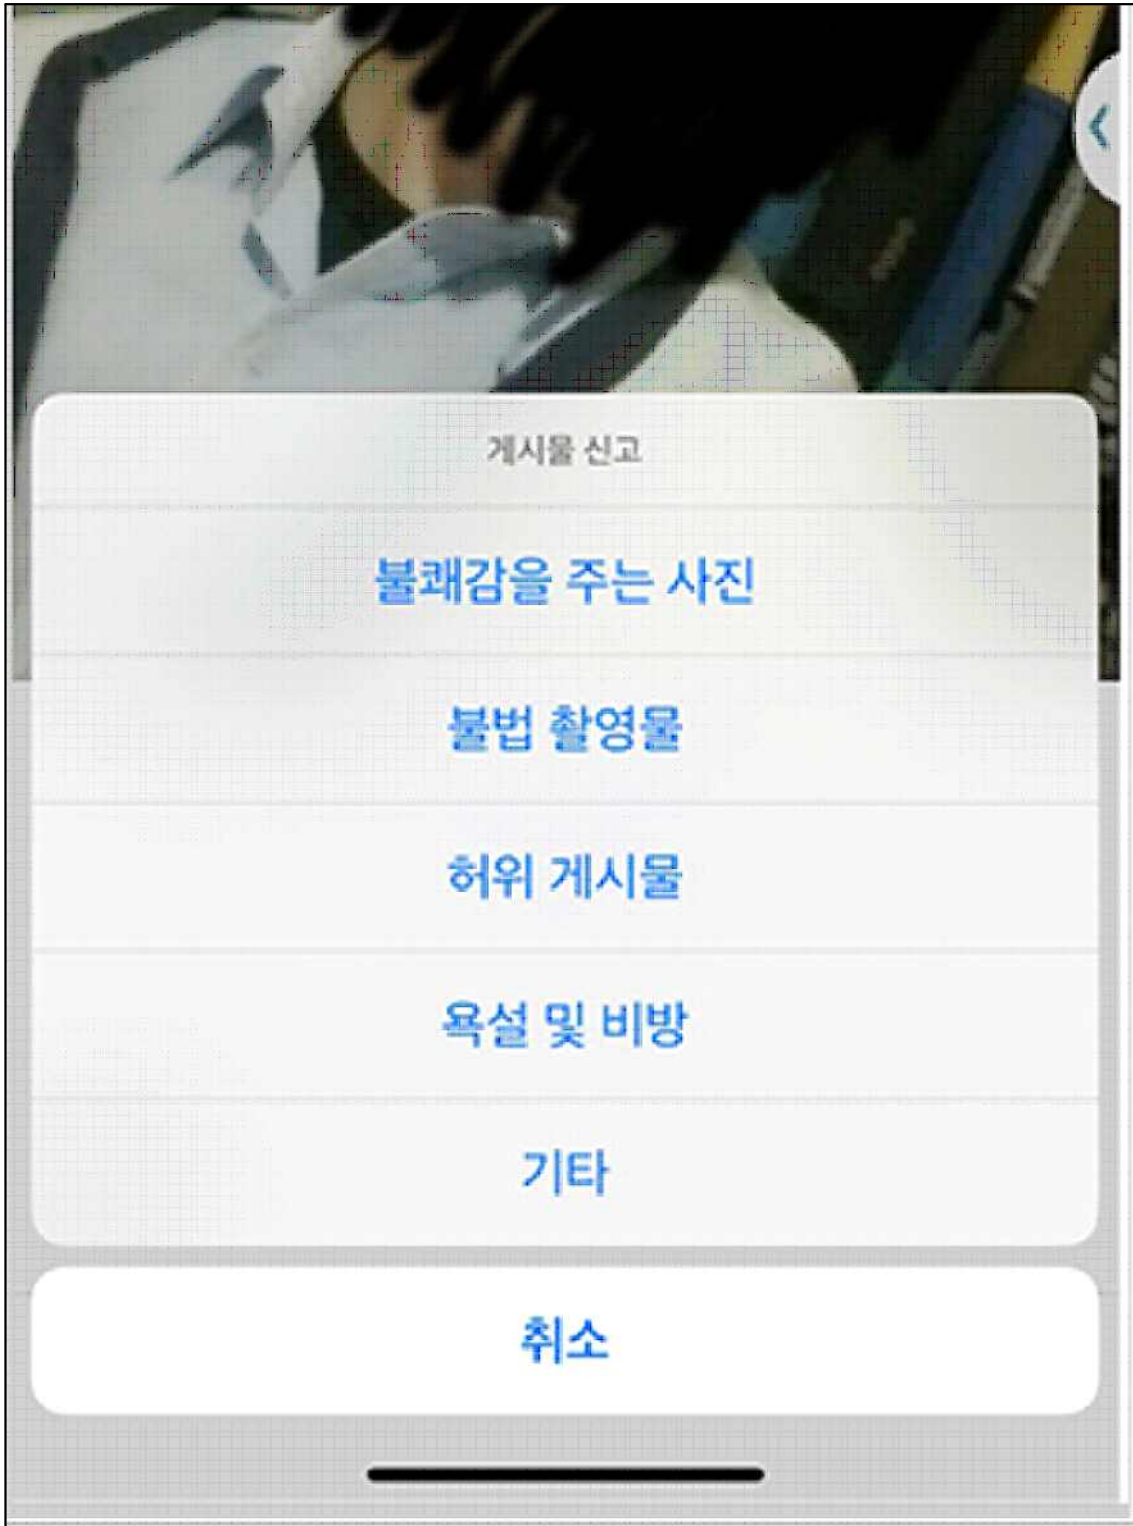 게시물 신고
불쾌감을 주는 사진
불법 촬영물
허위 게시물
욕설 및 비방
기타
취소